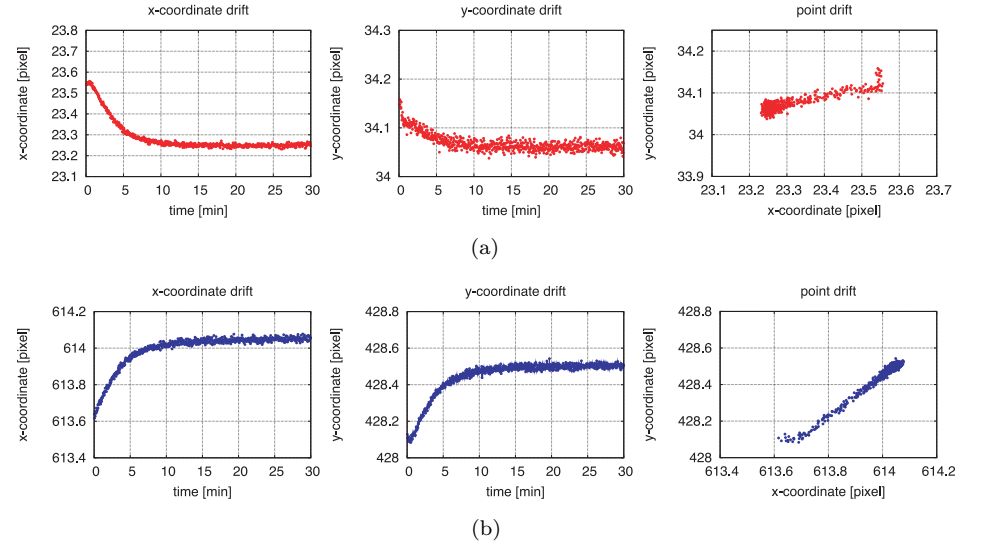 x-coordinate drift
y-coordinate drift
point drift
x-coordinate [pixel]
23.8
23.7
23.6
23.5
23.4
23.3
23.2
23.1
0 5 10 15 20 25 30
time [min]
y-coordinate [pixel]
34.3
34.2
34.1
34
0 5 10 15 20 25 30
time [min]
y-coordinate [pixel]
34.2
34.1
34
33.9
23.1 23.2 23.3 23.4 23.5 23.6 23.7
x-coordinate [pixel]
(a)
x-coordinate drift
y-coordinate drift
point drift
x-coordinate [pixel]
614.2
614
613.8
613.6
613.4
0 5 10 15 20 25 30
time [min]
y-coordinate [pixel]
428.8
428.6
428.4
428.2
428
0 5 10 15 20 25 30
time [min]
y-coordinate [pixel]
428.8
428.6
428.4
428.2
428
613.4 613.6 613.8 614 614.2
x-coordinate [pixel]
(b)